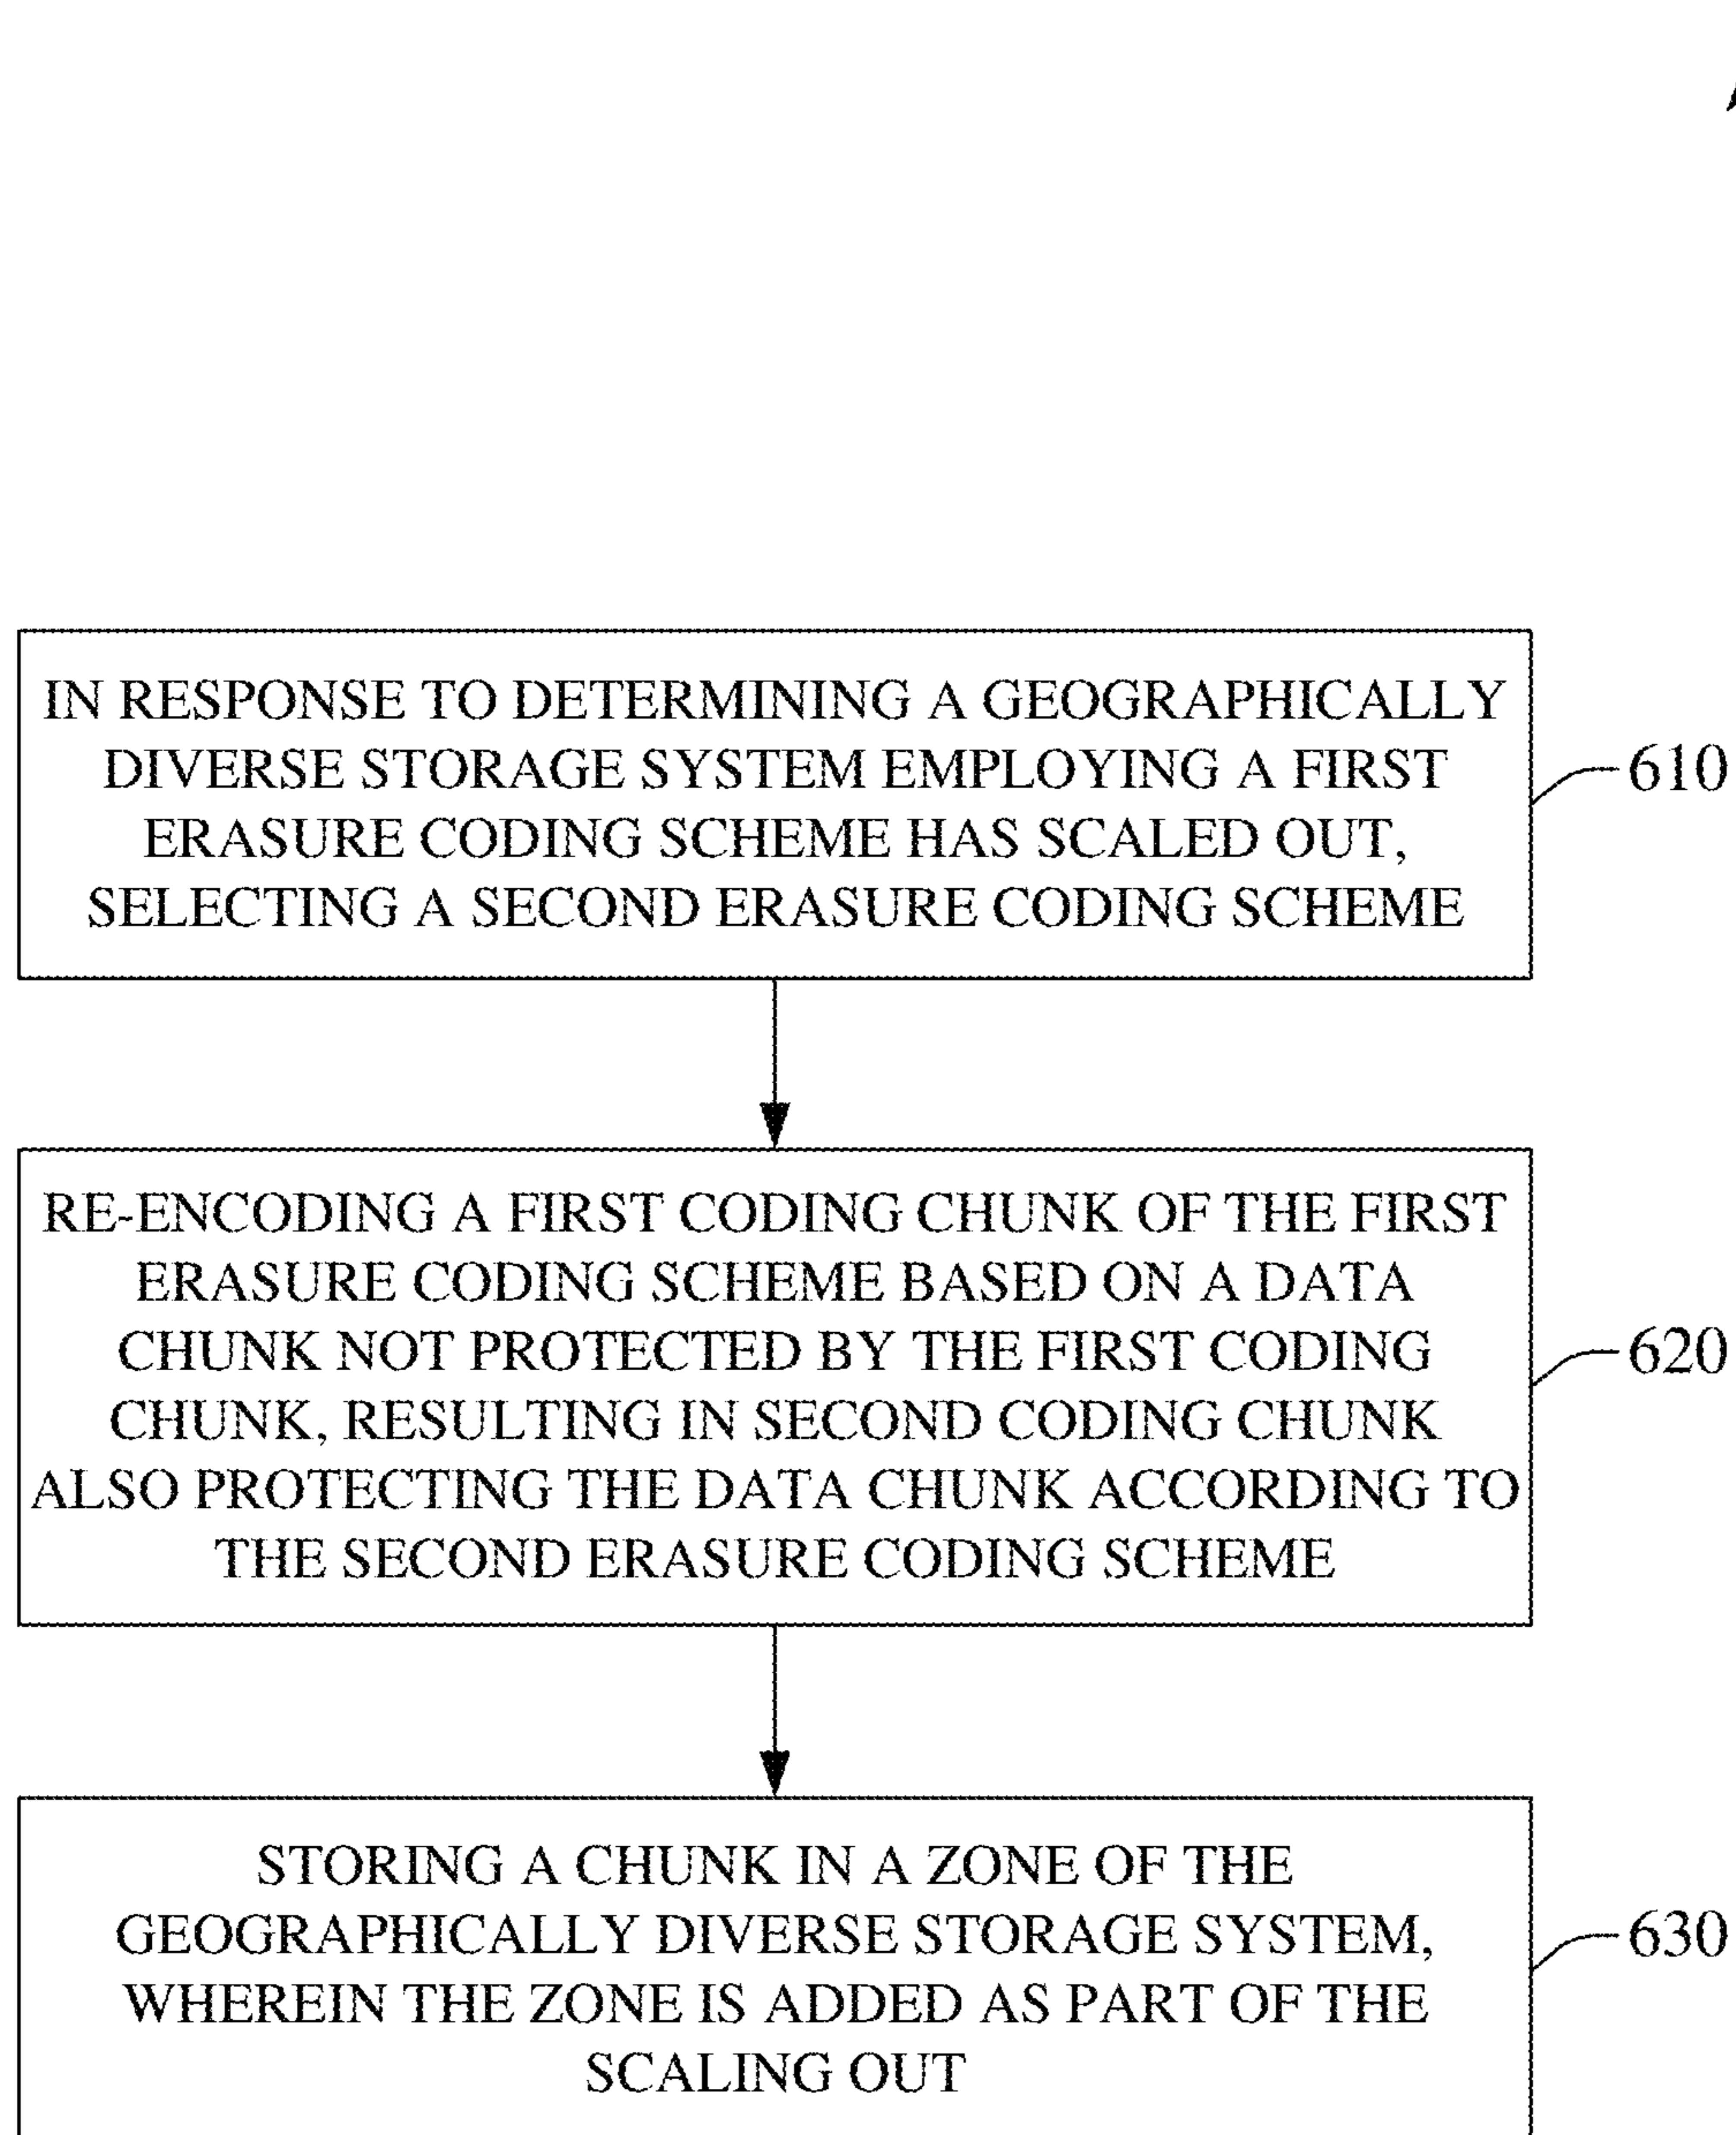 IN RESPONSE TO DETERMINING A GEOGRAPHICALLY
DIVERSE STORAGE SYSTEM EMPLOYING A FIRST
ERASURE CODING SCHEME HAS SCALED OUT,
SELECTING A SECOND ERASURE CODING SCHEME
610
RE-ENCODING A FIRST CODING CHUNK OF THE FIRST
ERASURE CODING SCHEME BASED ON A DATA
CHUNK NOT PROTECTED BY THE FIRST CODING
CHUNK, RESULTING IN SECOND CODING CHUNK
ALSO PROTECTING THE DATA CHUNK ACCORDING TO
THE SECOND ERASURE CODING SCHEME
620
STORING A CHUNK IN A ZONE OF THE
GEOGRAPHICALLY DIVERSE STORAGE SYSTEM,
WHEREIN THE ZONE IS ADDED AS PART OF THE
SCALING OUT
630